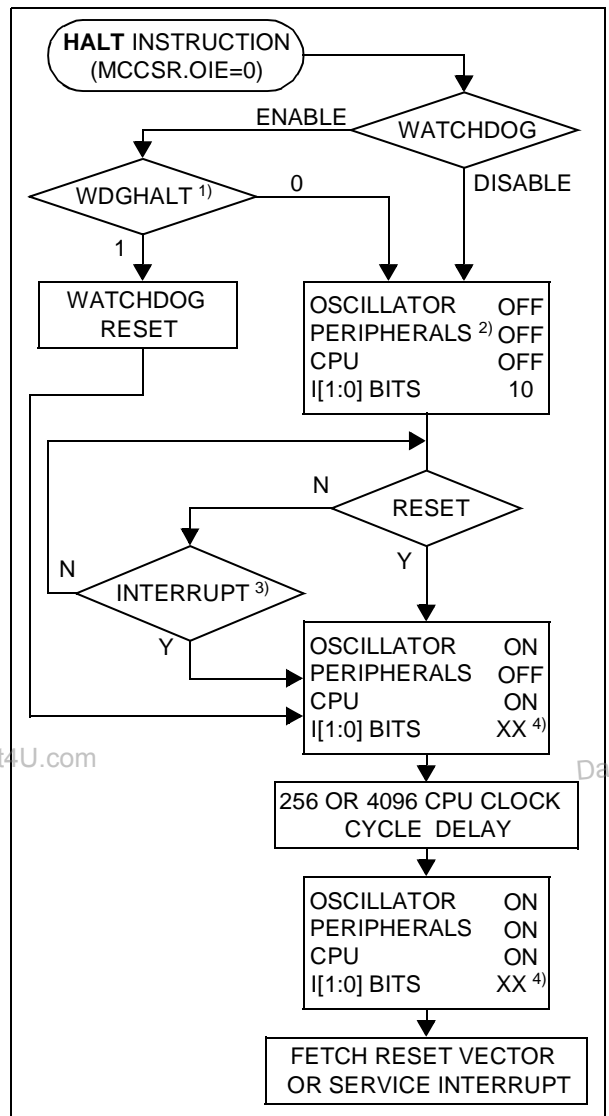 HALT INSTRUCTION
(MCCSR.OIE=0)
ENABLE
WATCHDOG
WDGHALT 1)
0
DISABLE
1
WATCHDOG
RESET
OSCILLATOR OFF
PERIPHERALS 2) OFF
CPU OFF
I[1:0] BITS 10
N
RESET
N
Y
INTERRUPT 3)
Y
OSCILLATOR ON
PERIPHERALS OFF
CPU ON
I[1:0] BITS XX 4)
t4U.com
Da
256 OR 4096 CPU CLOCK
CYCLE DELAY
OSCILLATOR ON
PERIPHERALS ON
CPU ON
I[1:0] BITS XX 4)
FETCH RESET VECTOR
OR SERVICE INTERRUPT